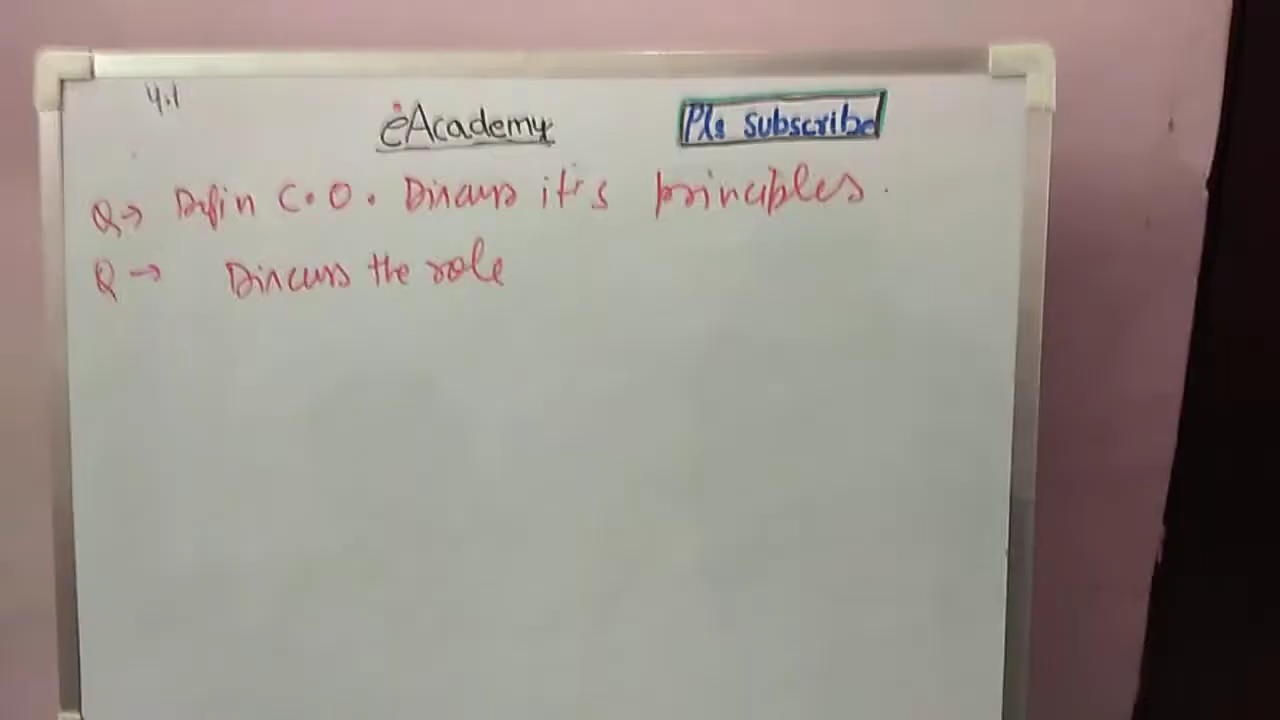 4.1
eAcademy
Pls Subscribe
Q→ Defin C.O. Discuss it's principles.
Q→ Discuss the role